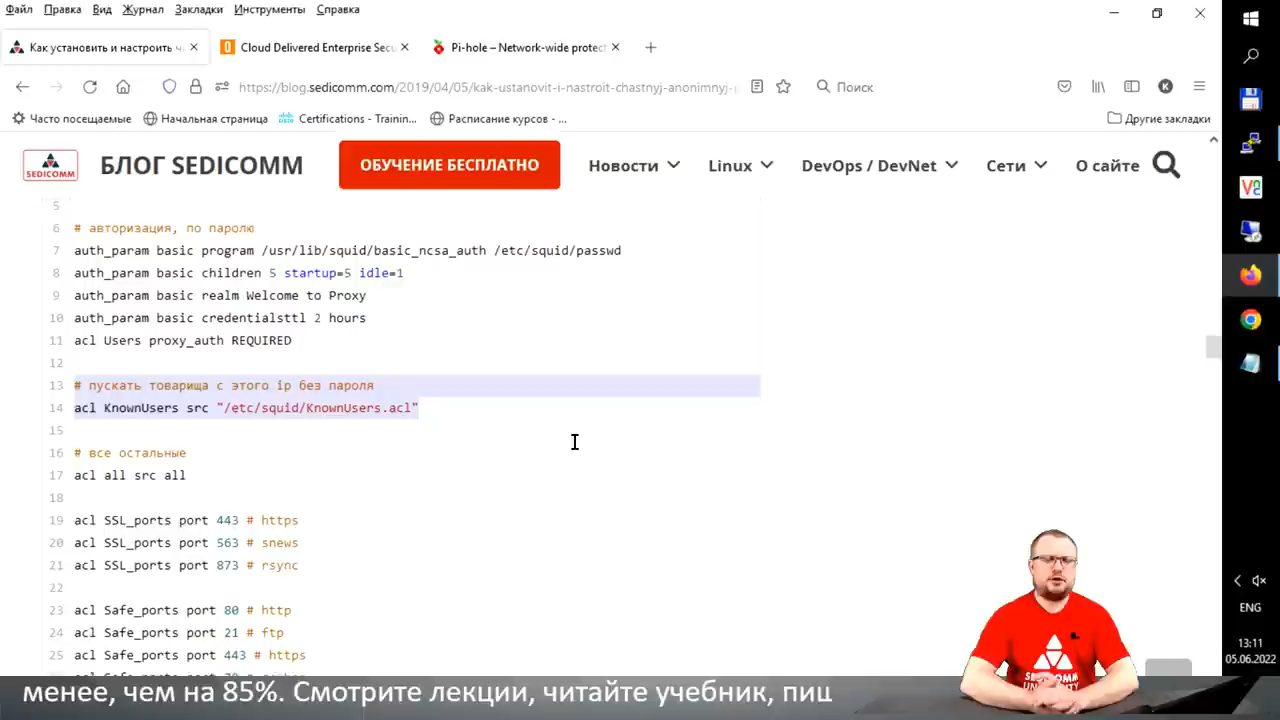 Файл Правка Вид Журнал Закладки Инструменты Справка
Как установить и настроить ч
Cloud Delivered Enterprise Secu
Pi-hole – Network-wide protect
https://blog.sedicomm.com/2019/04/05/kak-ustanovit-i-nastroit-chastnyj-anonimnyj-p
Поиск
Часто посещаемые
Начальная страница
Certifications - Trainin...
Расписание курсов - ...
Другие закладки
SEDICOMM
БЛОГ SEDICOMM
ОБУЧЕНИЕ БЕСПЛАТНО
Новости
Linux
DevOps / DevNet
Сети
О сайте
5
6 # авторизация, по паролю
7 auth_param basic program /usr/lib/squid/basic_ncsa_auth /etc/squid/passwd
8 auth_param basic children 5 startup=5 idle=1
9 auth_param basic realm Welcome to Proxy
10 auth_param basic credentialsttl 2 hours
11 acl Users proxy_auth REQUIRED
12
13 # пускать товарища с этого ip без пароля
14 acl KnownUsers src "/etc/squid/KnownUsers.acl"
15
16 # все остальные
17 acl all src all
18
19 acl SSL_ports port 443 # https
20 acl SSL_ports port 563 # snews
21 acl SSL_ports port 873 # rsync
22
23 acl Safe_ports port 80 # http
24 acl Safe_ports port 21 # ftp
25 acl Safe_ports port 443 # https
ENG
13:11
05.06.2022
SEDICOMM
UNIVERSITY
менее, чем на 85%. Смотрите лекции, читайте учебник, пиш